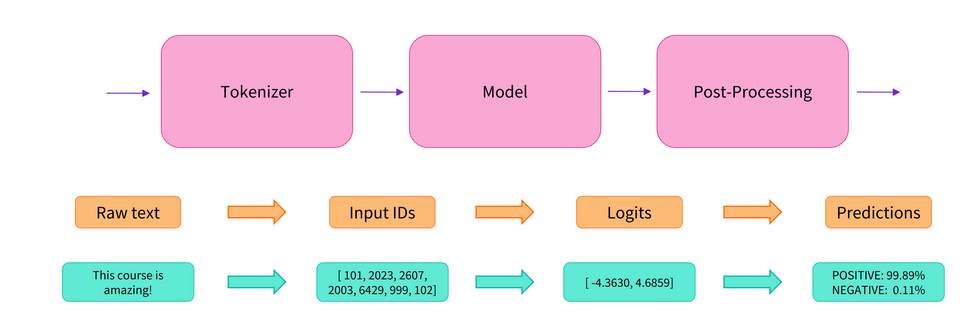 Tokenizer
Model
Post-Processing
Raw text
Input IDs
Logits
Predictions
This course is
amazing!
[ 101, 2023, 2607,
2003, 6429, 999, 102]
[ -4.3630, 4.6859]
POSITIVE: 99.89%
NEGATIVE: 0.11%